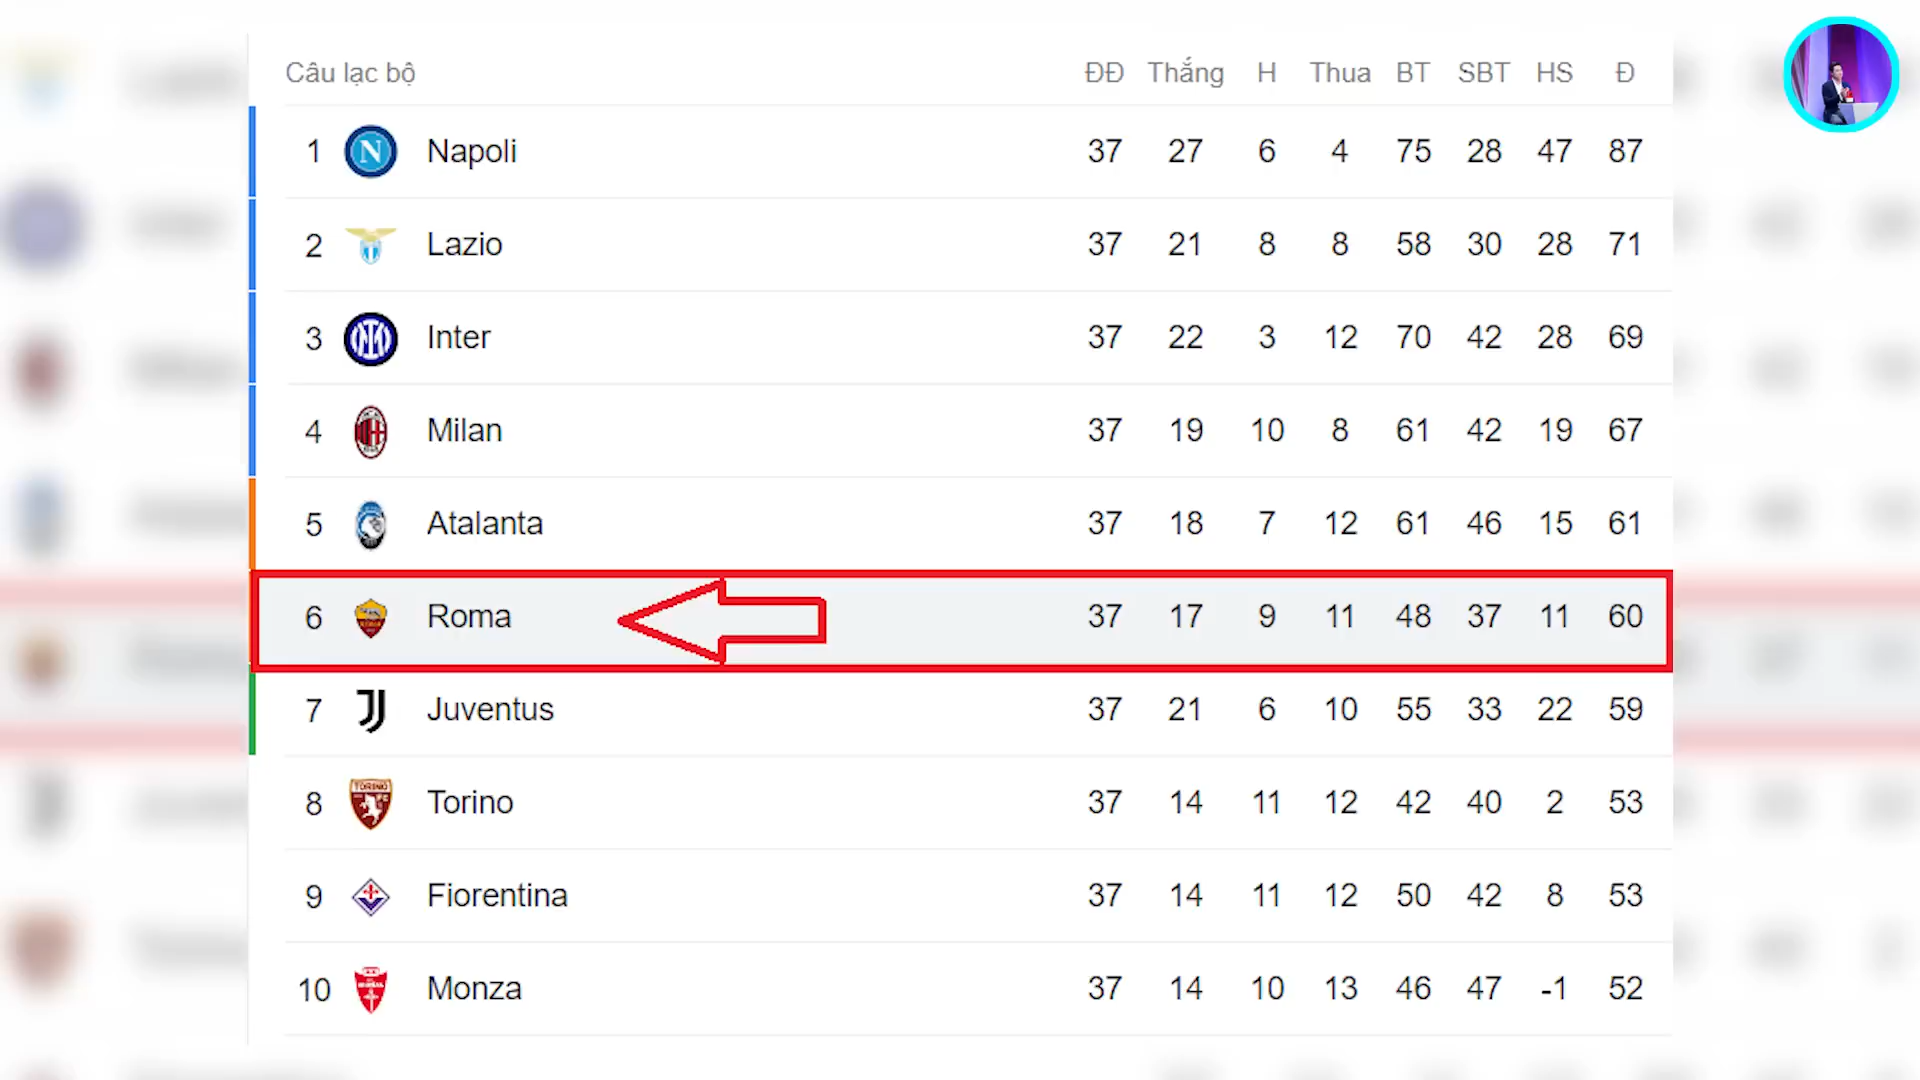 Câu lạc bộ ĐĐ Thắng H Thua BT SBT HS Đ
1 Napoli 37 27 6 4 75 28 47 87
2 Lazio 37 21 8 8 58 30 28 71
3 Inter 37 22 3 12 70 42 28 69
4 Milan 37 19 10 8 61 42 19 67
5 Atalanta 37 18 7 12 61 46 15 61
6 Roma 37 17 9 11 48 37 11 60
7 Juventus 37 21 6 10 55 33 22 59
8 Torino 37 14 11 12 42 40 2 53
9 Fiorentina 37 14 11 12 50 42 8 53
10 Monza 37 14 10 13 46 47 -1 52